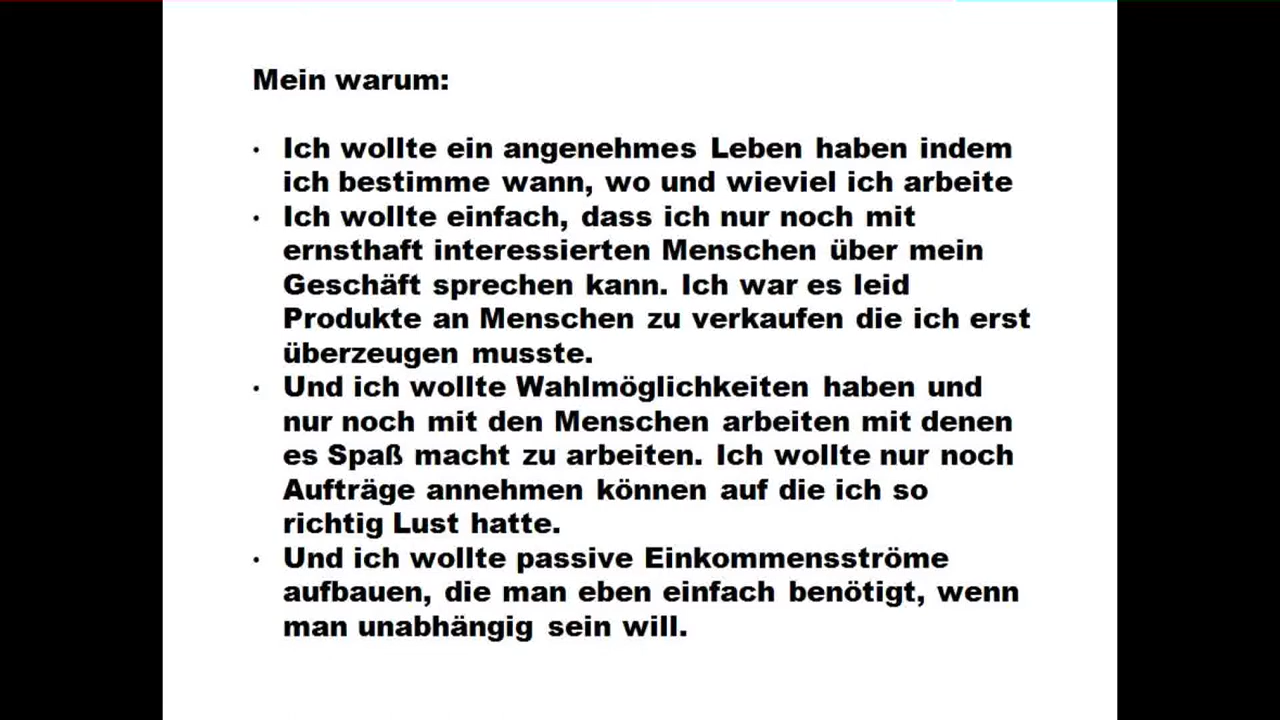 Mein warum:
· Ich wollte ein angenehmes Leben haben indem
ich bestimme wann, wo und wieviel ich arbeite
· Ich wollte einfach, dass ich nur noch mit
ernsthaft interessierten Menschen über mein
Geschäft sprechen kann. Ich war es leid
Produkte an Menschen zu verkaufen die ich erst
überzeugen musste.
· Und ich wollte Wahlmöglichkeiten haben und
nur noch mit den Menschen arbeiten mit denen
es Spaß macht zu arbeiten. Ich wollte nur noch
Aufträge annehmen können auf die ich so
richtig Lust hatte.
· Und ich wollte passive Einkommensströme
aufbauen, die man eben einfach benötigt, wenn
man unabhängig sein will.